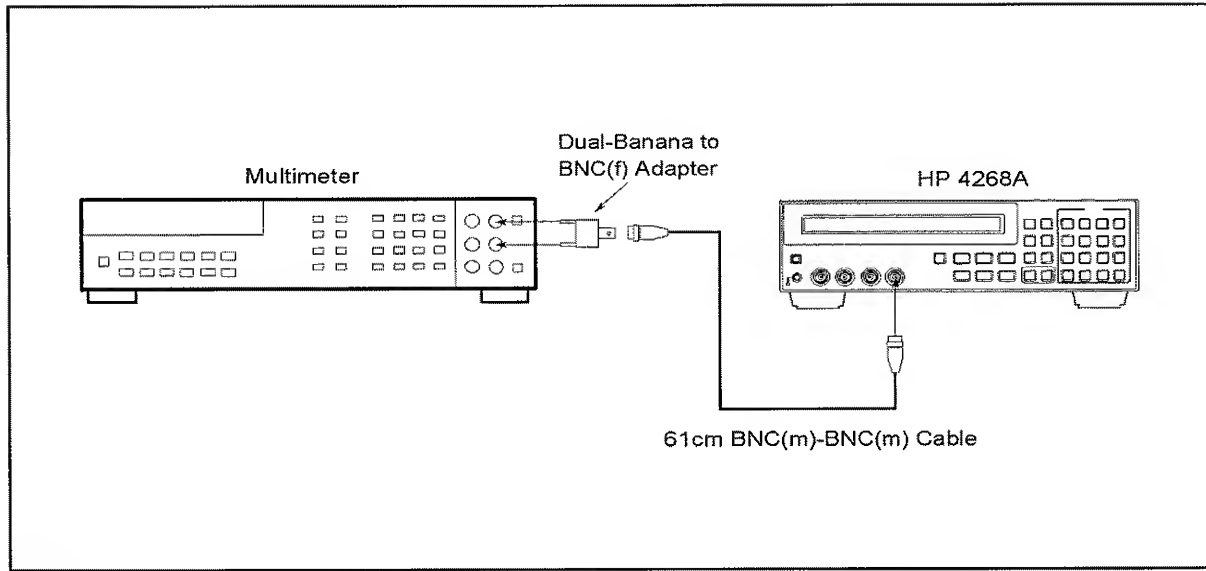 Dual-Banana to
BNC(f) Adapter
Multimeter
HP 4268A
61cm BNC(m)-BNC(m) Cable